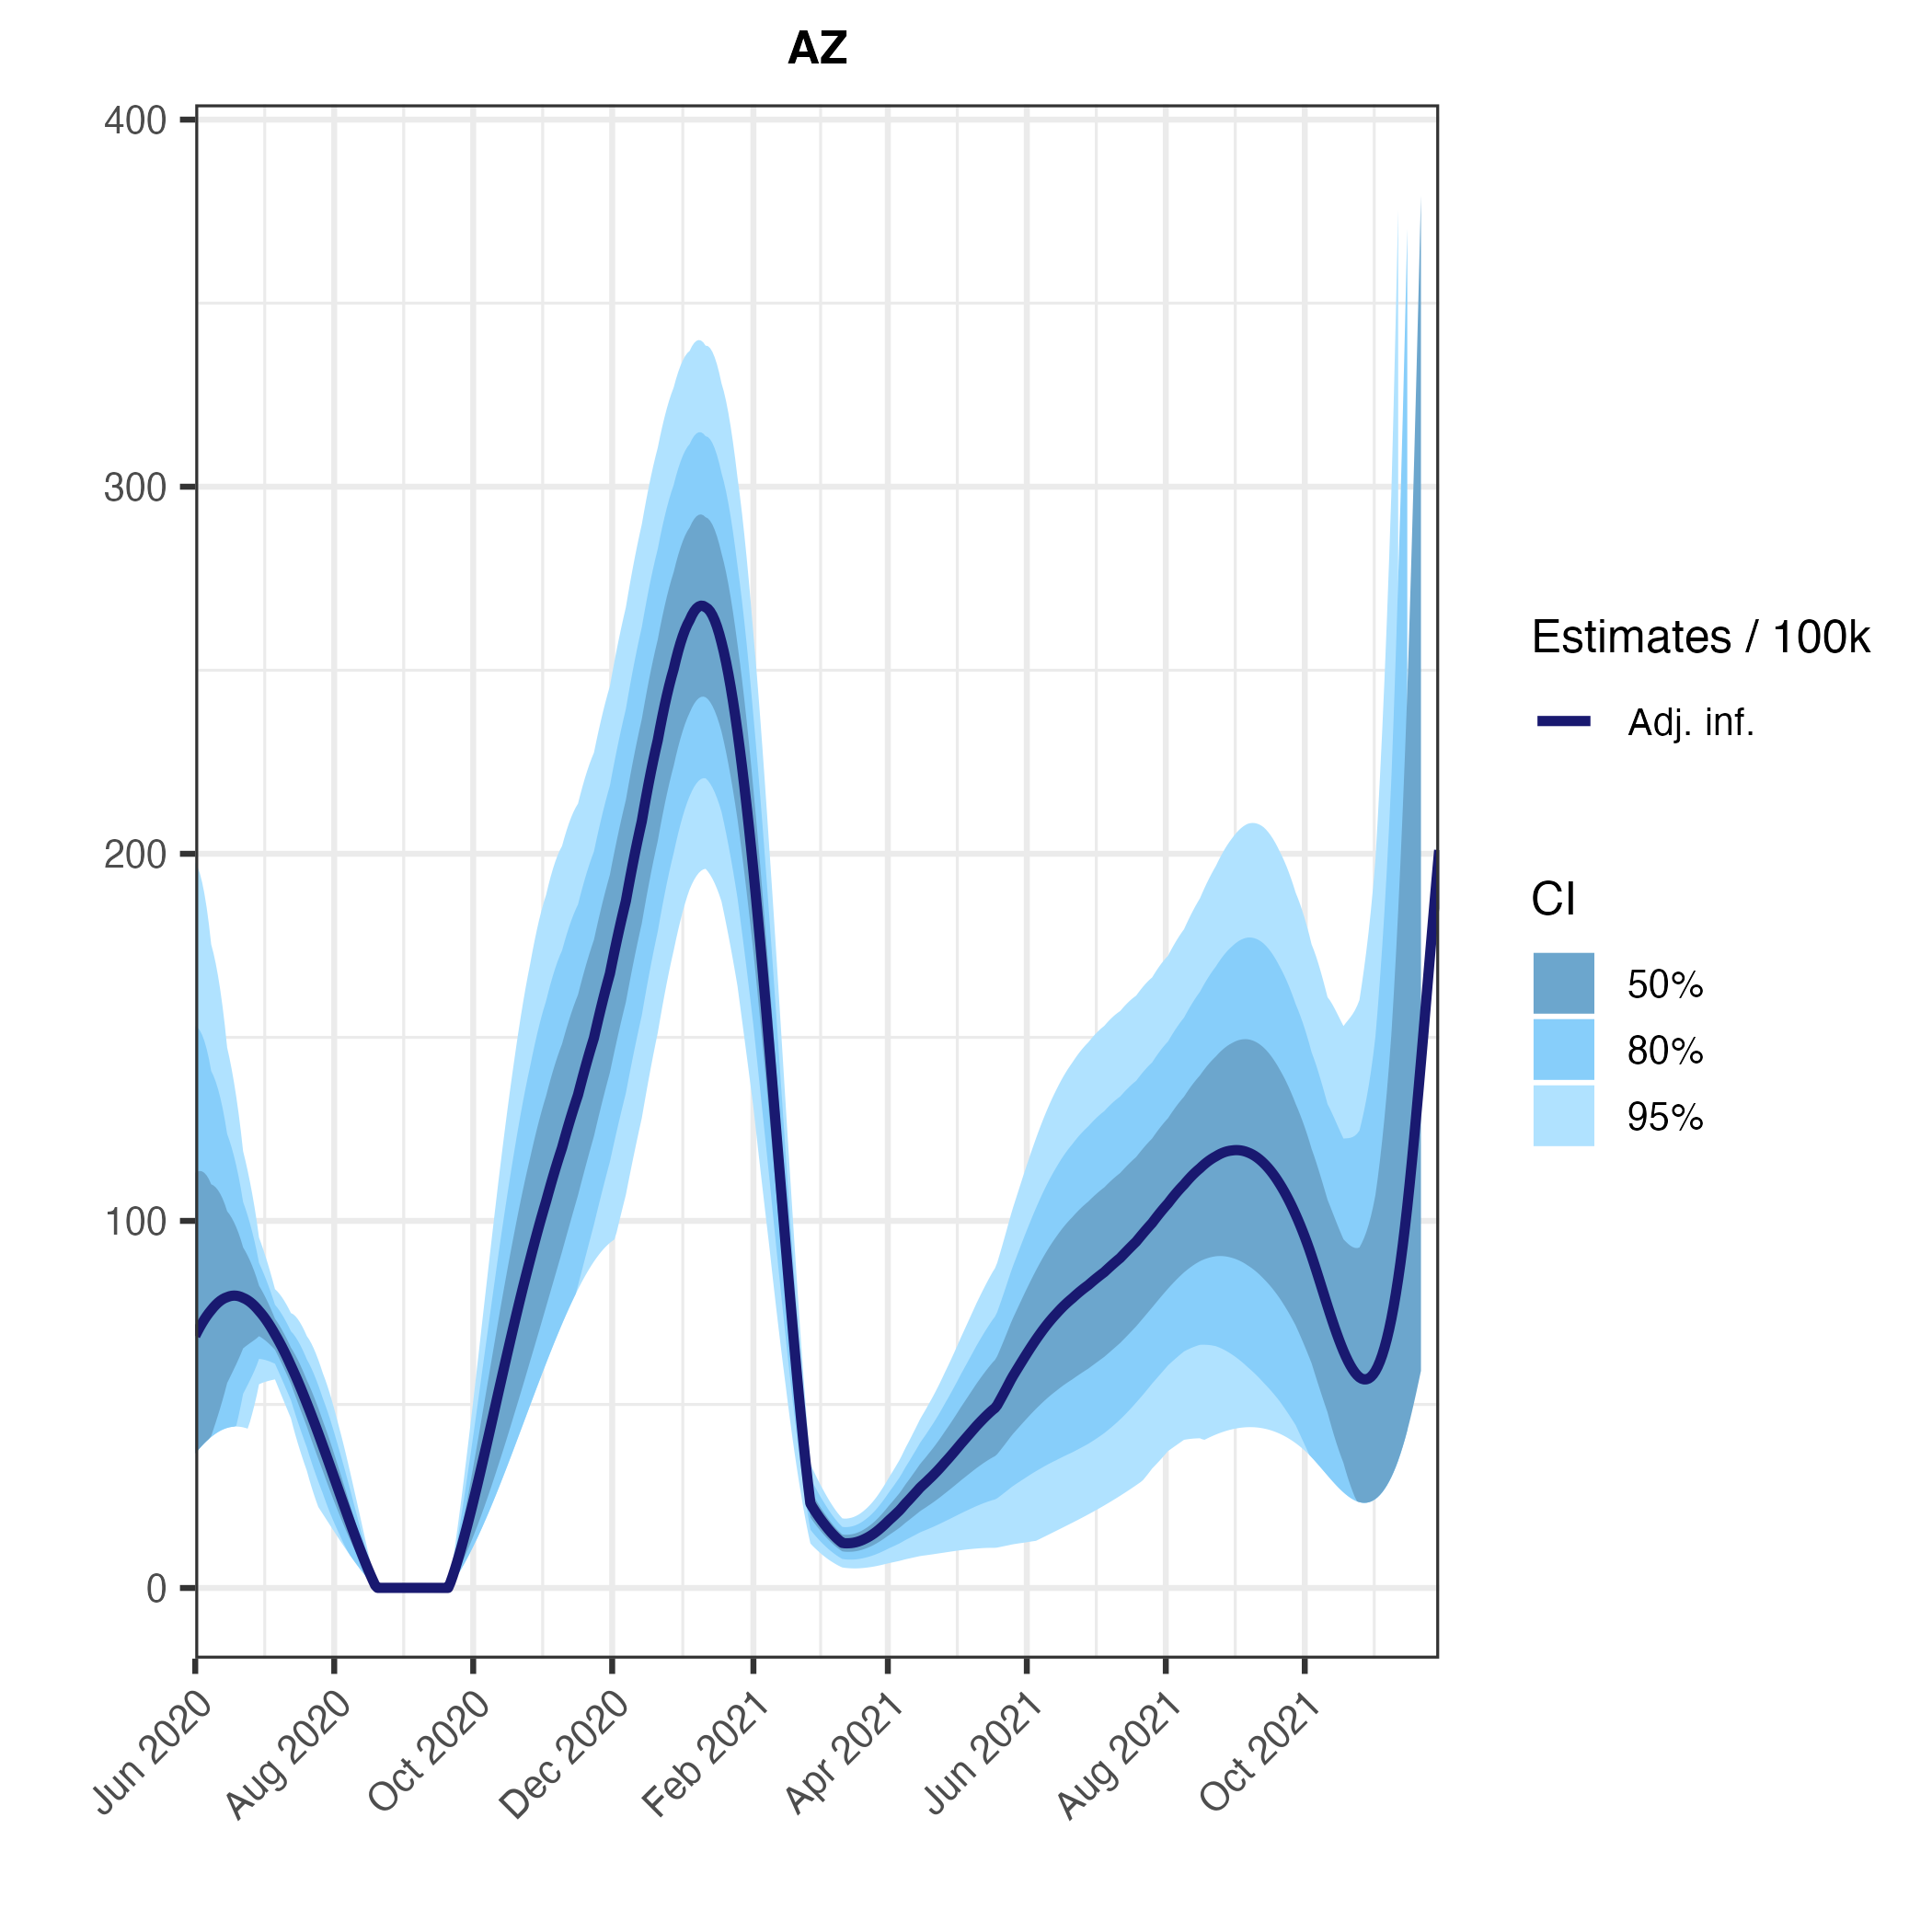 AZ
400
300
200
100
0
Jun 2020
Aug 2020
Oct 2020
Dec 2020
Feb 2021
Apr 2021
Jun 2021
Aug 2021
Oct 2021
Estimates / 100k
Adj. inf.
CI
50%
80%
95%